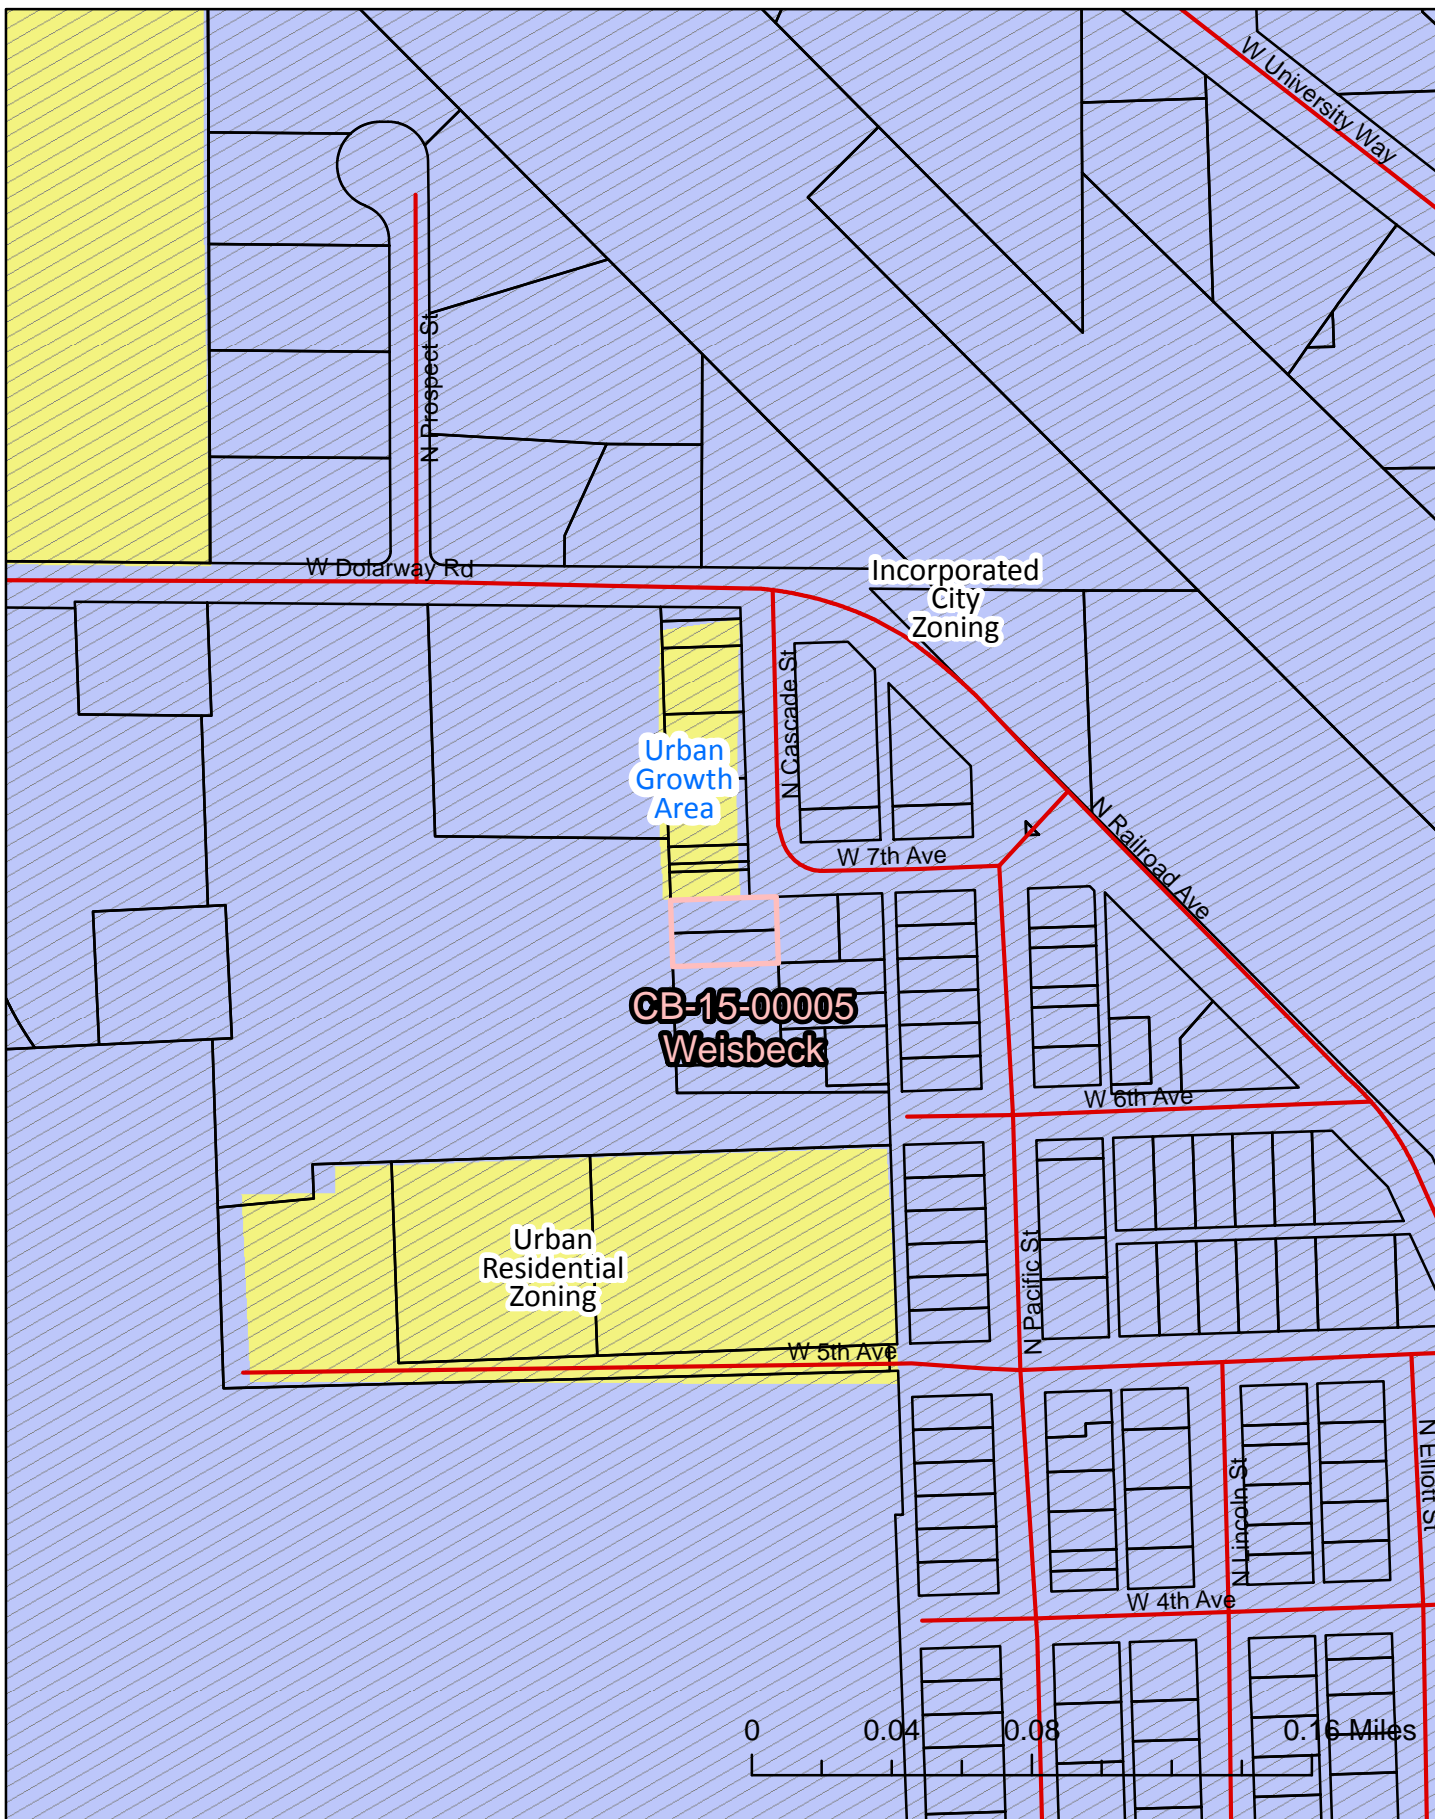 W University Way
N Prospect St
W Dolarway Rd
Incorporated
City
Zoning
N Cascade St
Urban
Growth
Area
N Railroad Ave
W 7th Ave
CB-15-00005
Weisbeck
W 6th Ave
Urban
Residential
Zoning
N Pacific St
W 5th Ave
N Elliott St
N Lincoln St
W 4th Ave
0 0.04 0.08 0.16 Miles